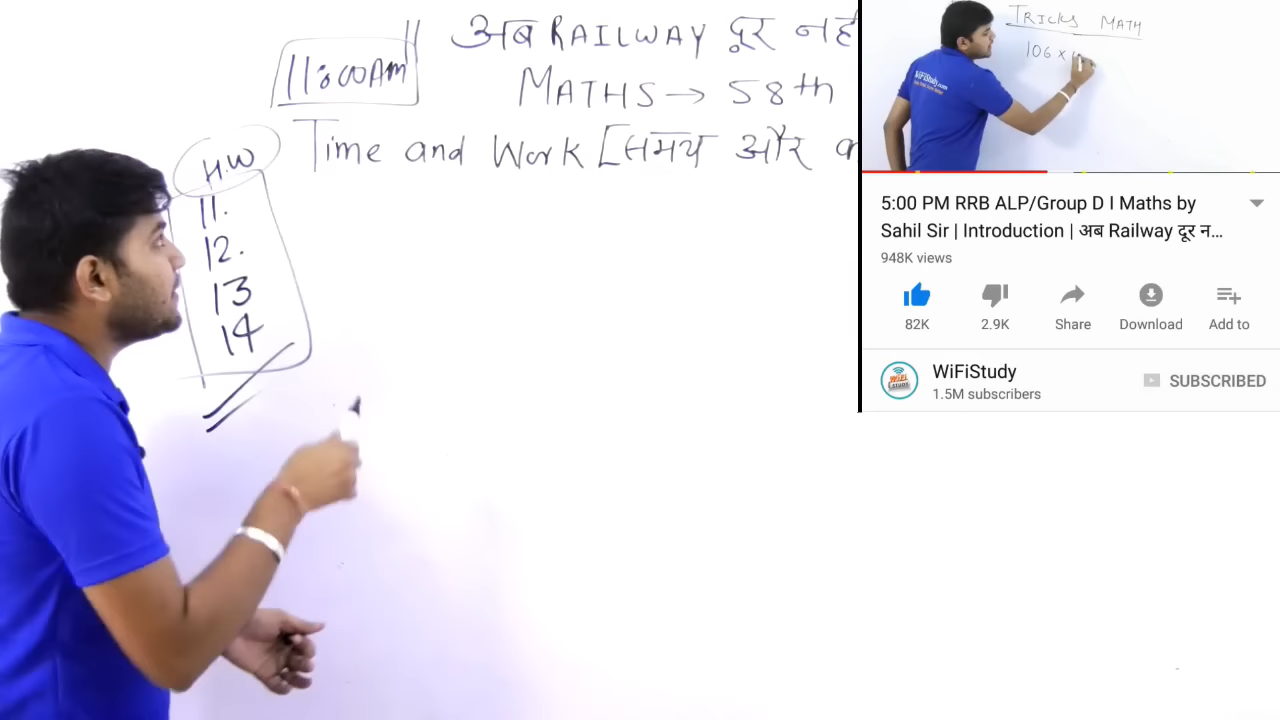 अब RAILWAY दूर
11:00AM
MATHS → 58th
Time and Work [समय और
H.W
11.
12.
13
14
TRICKS MATH
106 ×
WiFiStudy.com
5:00 PM RRB ALP/Group D I Maths by
Sahil Sir | Introduction | अब Railway दूर न...
948K views
82K
2.9K
Share
Download
Add to
WiFiStudy
1.5M subscribers
SUBSCRIBED